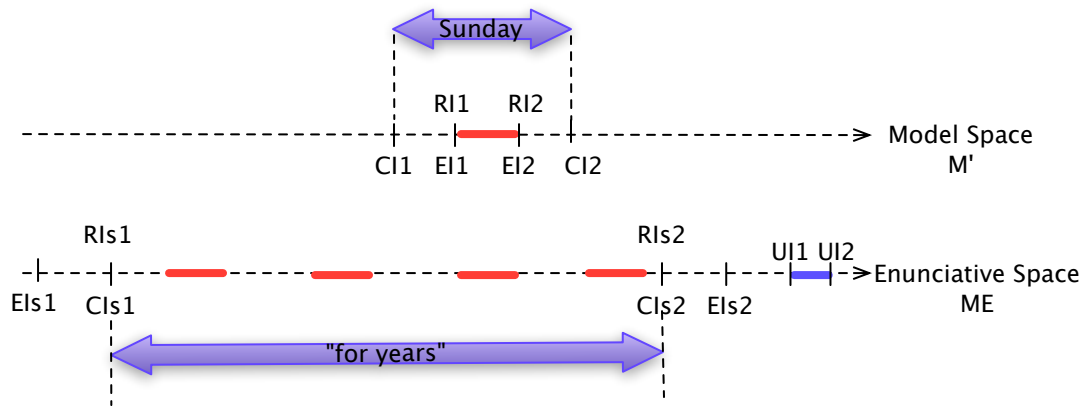 Sunday
RI1 RI2
CI1 EI1 EI2 CI2
Model Space
M'
RIs1 RIs2
UI1 UI2
EIs1 CIs1 CIs2 EIs2
Enunciative Space
ME
"for years"